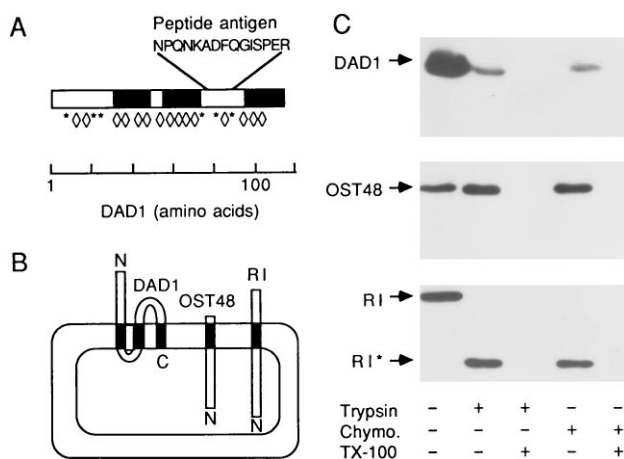 A
Peptide antigen
NPQNKADFQGISPER
* ◊◊ ** ◊◊ ◊◊ ◊◊◊◊◊ * * ◊ * ◊◊◊
1 100
DAD1 (amino acids)
B
N
DAD1
OST48
RI
C
N
N
C
DAD1
OST48
RI
RI*
Trypsin - + + - -
Chymo. - - - + +
TX-100 - - + - +